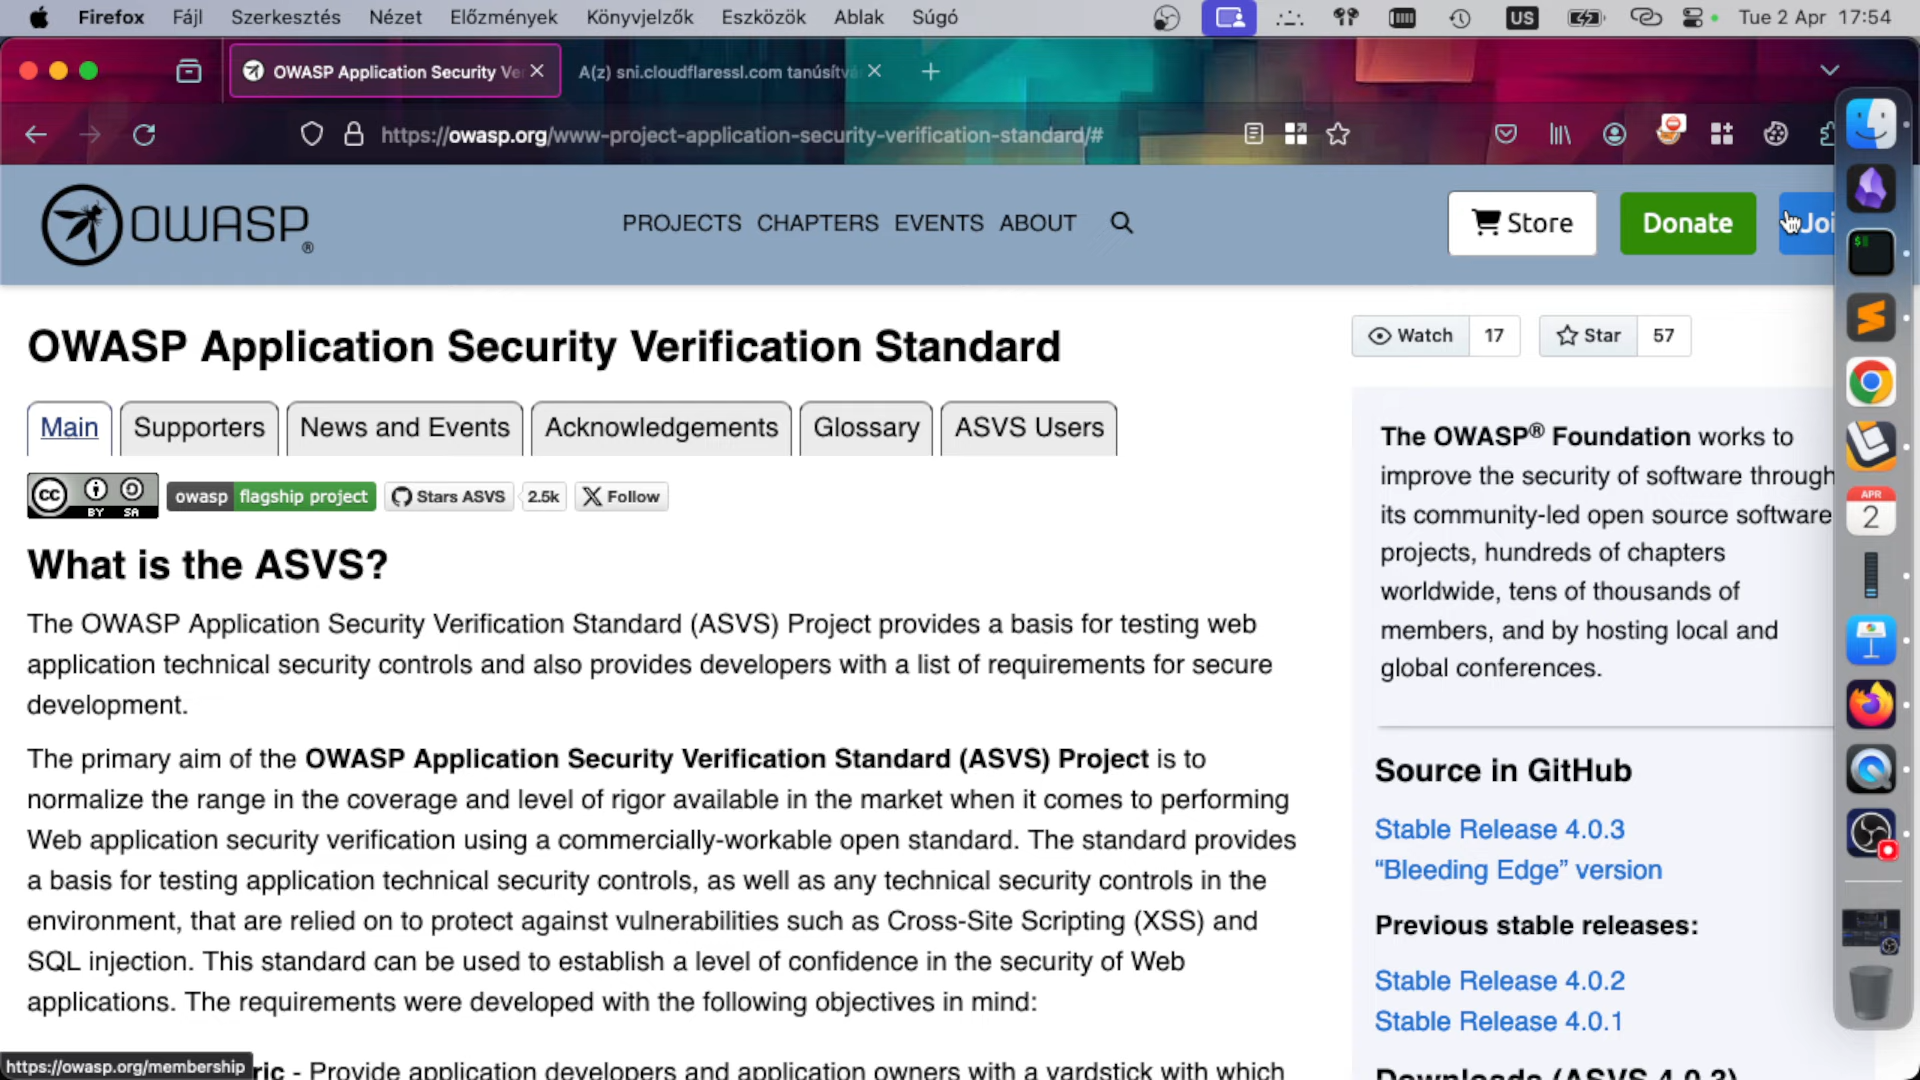 Firefox Fájl Szerkesztés Nézet Előzmények Könyvjelzők Eszközök Ablak Súgó US Tue 2 Apr 17:54
OWASP Application Security Ve
A(z) sni.cloudflaressl.com tanúsítvá
https://owasp.org/www-project-application-security-verification-standard/#
OWASP®
PROJECTS CHAPTERS EVENTS ABOUT
Store
Donate
Joi
OWASP Application Security Verification Standard
Watch 17
Star 57
Main
Supporters
News and Events
Acknowledgements
Glossary
ASVS Users
CC BY SA
owasp flagship project
Stars ASVS 2.5k
X Follow
What is the ASVS?
The OWASP Application Security Verification Standard (ASVS) Project provides a basis for testing web
application technical security controls and also provides developers with a list of requirements for secure
development.
The primary aim of the OWASP Application Security Verification Standard (ASVS) Project is to
normalize the range in the coverage and level of rigor available in the market when it comes to performing
Web application security verification using a commercially-workable open standard. The standard provides
a basis for testing application technical security controls, as well as any technical security controls in the
environment, that are relied on to protect against vulnerabilities such as Cross-Site Scripting (XSS) and
SQL injection. This standard can be used to establish a level of confidence in the security of Web
applications. The requirements were developed with the following objectives in mind:
ric - Provide application developers and application owners with a yardstick with which
https://owasp.org/membership
The OWASP® Foundation works to
improve the security of software through
its community-led open source software
projects, hundreds of chapters
worldwide, tens of thousands of
members, and by hosting local and
global conferences.
Source in GitHub
Stable Release 4.0.3
“Bleeding Edge” version
Previous stable releases:
Stable Release 4.0.2
Stable Release 4.0.1
Downloads (ASVS 4.0.3)
APR
2